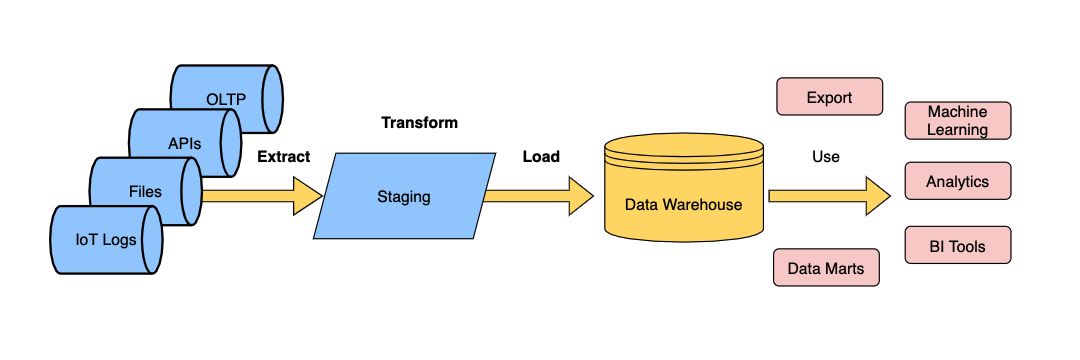 OLTP
APIs
Files
IoT Logs
Extract
Transform
Staging
Load
Data Warehouse
Use
Export
Data Marts
Machine
Learning
Analytics
BI Tools